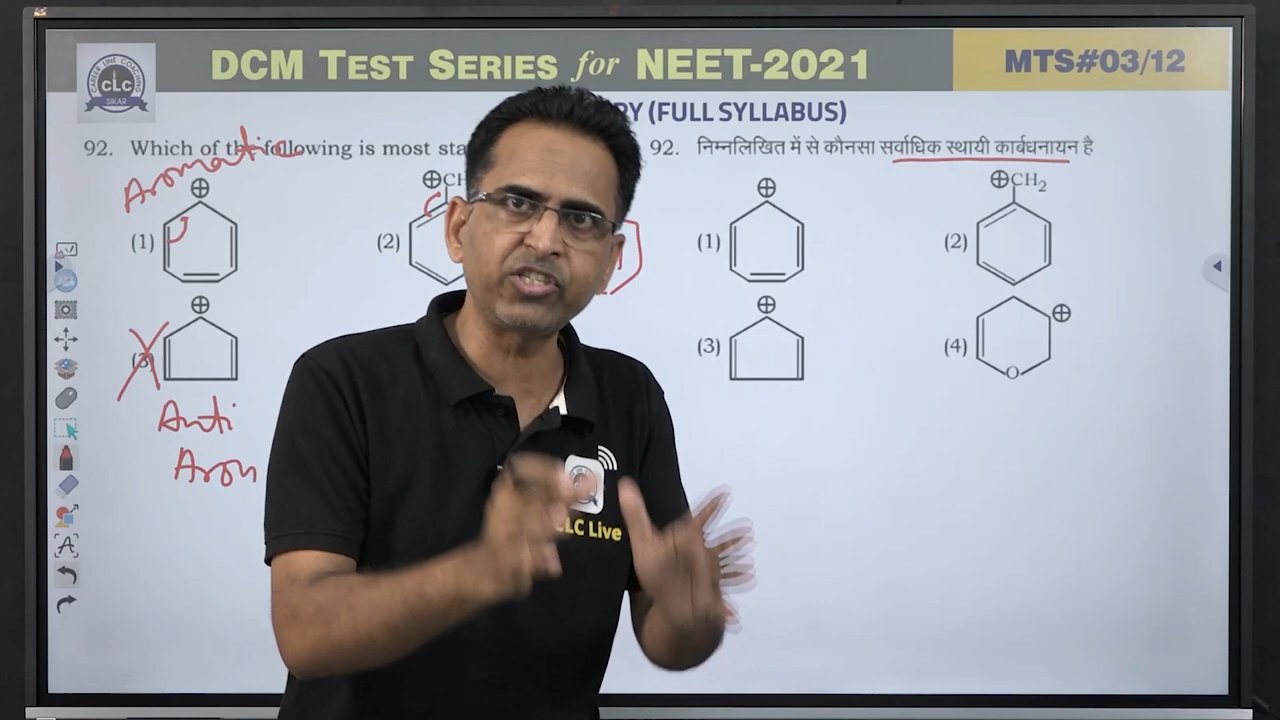 DCM TEST SERIES for NEET-2021
MTS#03/12
CAREER LINE COACHING
CLC
SIKAR
RY (FULL SYLLABUS)
92. Which of the following is most sta
Aromatic
⊕
(1)
⊕CH
(2)
⊕
(3)
Anti
Arom
92. निम्नलिखित में से कौनसा सर्वाधिक स्थायी कार्बधनायन है
⊕
(1)
⊕CH₂
(2)
⊕
(3)
⊕
(4)
O
A
LC Live